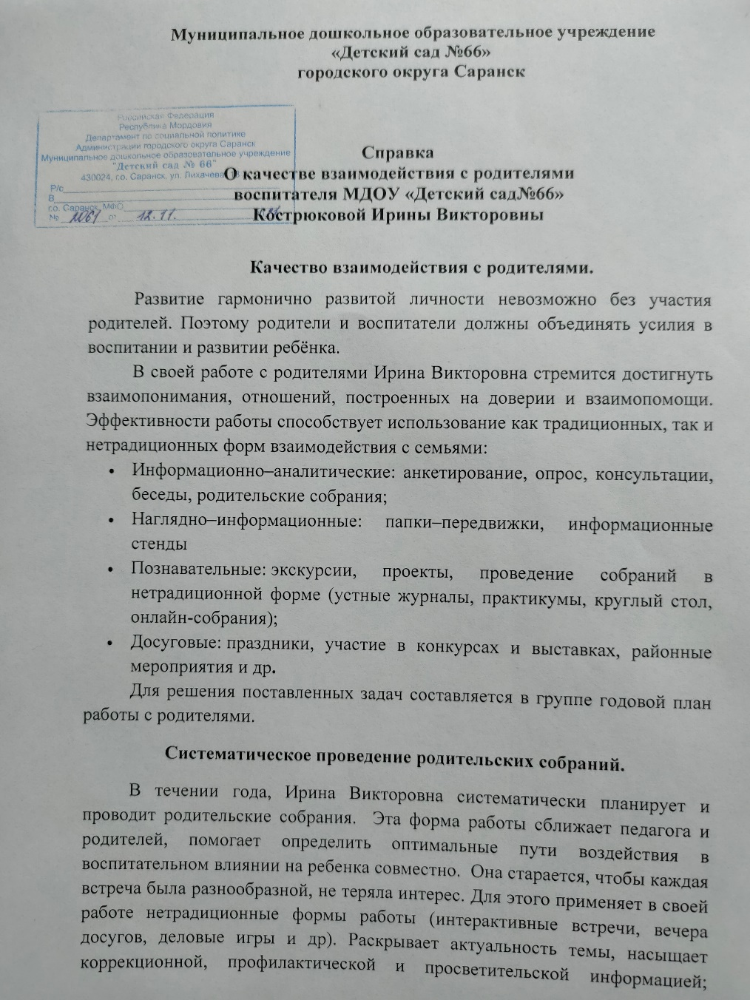 Муниципальное дошкольное образовательное учреждение
«Детский сад №66»
городского округа Саранск
Российская Федерация
Республика Мордовия
Департамент по социальной политике
Администрации городского округа Саранск
Муниципальное дошкольное образовательное учреждение
"Детский сад № 66"
430024, г.о. Саранск, ул. Лихачева
Р/с
В
г.о. Саранск, МФО
№ 2061 от 12.11.
Справка
О качестве взаимодействия с родителями
воспитателя МДОУ «Детский сад№66»
Кострюковой Ирины Викторовны
Качество взаимодействия с родителями.
Развитие гармонично развитой личности невозможно без участия
родителей. Поэтому родители и воспитатели должны объединять усилия в
воспитании и развитии ребёнка.
В своей работе с родителями Ирина Викторовна стремится достигнуть
взаимопонимания, отношений, построенных на доверии и взаимопомощи.
Эффективности работы способствует использование как традиционных, так и
нетрадиционных форм взаимодействия с семьями:
• Информационно–аналитические: анкетирование, опрос, консультации,
беседы, родительские собрания;
• Наглядно–информационные: папки–передвижки, информационные
стенды
• Познавательные: экскурсии, проекты, проведение собраний в
нетрадиционной форме (устные журналы, практикумы, круглый стол,
онлайн-собрания);
• Досуговые: праздники, участие в конкурсах и выставках, районные
мероприятия и др.
Для решения поставленных задач составляется в группе годовой план
работы с родителями.
Систематическое проведение родительских собраний.
В течении года, Ирина Викторовна систематически планирует и
проводит родительские собрания. Эта форма работы сближает педагога и
родителей, помогает определить оптимальные пути воздействия в
воспитательном влиянии на ребенка совместно. Она старается, чтобы каждая
встреча была разнообразной, не теряла интерес. Для этого применяет в своей
работе нетрадиционные формы работы (интерактивные встречи, вечера
досугов, деловые игры и др). Раскрывает актуальность темы, насыщает
коррекционной, профилактической и просветительской информацией;